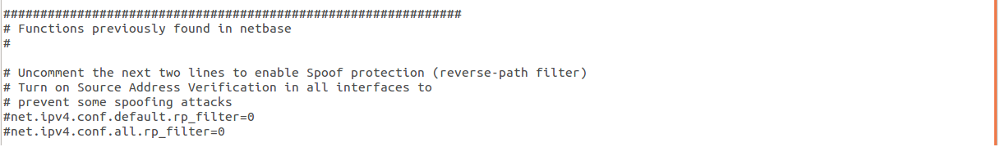 ##############################################################
# Functions previously found in netbase
#
# Uncomment the next two lines to enable Spoof protection (reverse-path filter)
# Turn on Source Address Verification in all interfaces to
# prevent some spoofing attacks
#net.ipv4.conf.default.rp_filter=0
#net.ipv4.conf.all.rp_filter=0